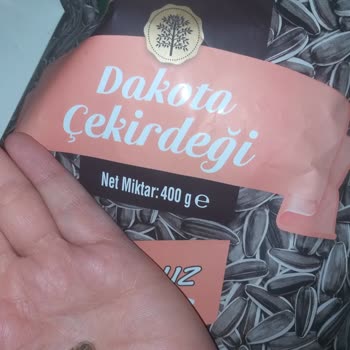 Dakota
Çekirdeği
Net Miktar: 400 g ℮